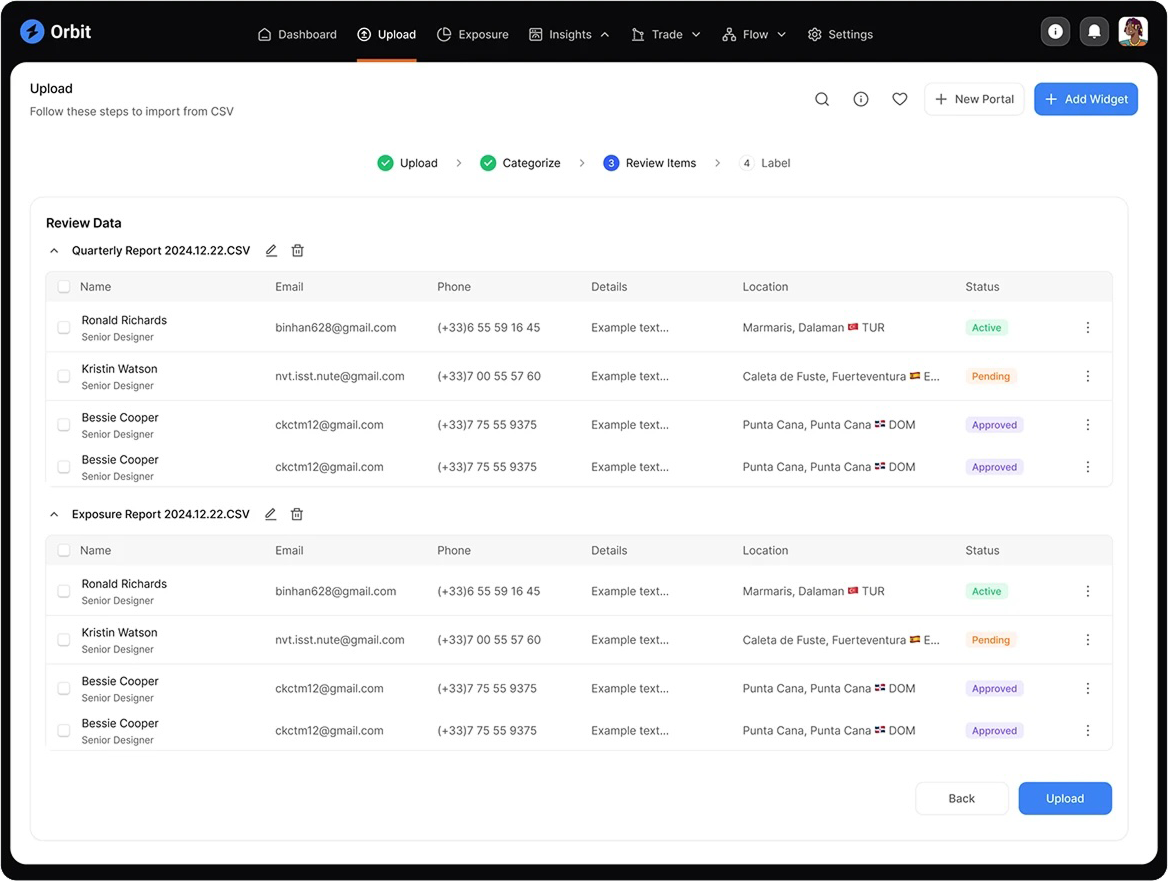 Orbit
Dashboard Upload Exposure Insights Trade Flow Settings
Upload
Follow these steps to import from CSV
New Portal Add Widget
Upload Categorize 3 Review Items 4 Label
Review Data
Quarterly Report 2024.12.22.CSV
Name Email Phone Details Location Status
Ronald Richards
Senior Designer
binhan628@gmail.com (+33)6 55 59 16 45 Example text... Marmaris, Dalaman 🇹🇷 TUR Active
Kristin Watson
Senior Designer
nvt.isst.nute@gmail.com (+33)7 00 55 57 60 Example text... Caleta de Fuste, Fuerteventura 🇪🇸 E... Pending
Bessie Cooper
Senior Designer
ckctm12@gmail.com (+33)7 75 55 9375 Example text... Punta Cana, Punta Cana 🇩🇴 DOM Approved
Bessie Cooper
Senior Designer
ckctm12@gmail.com (+33)7 75 55 9375 Example text... Punta Cana, Punta Cana 🇩🇴 DOM Approved
Exposure Report 2024.12.22.CSV
Name Email Phone Details Location Status
Ronald Richards
Senior Designer
binhan628@gmail.com (+33)6 55 59 16 45 Example text... Marmaris, Dalaman 🇹🇷 TUR Active
Kristin Watson
Senior Designer
nvt.isst.nute@gmail.com (+33)7 00 55 57 60 Example text... Caleta de Fuste, Fuerteventura 🇪🇸 E... Pending
Bessie Cooper
Senior Designer
ckctm12@gmail.com (+33)7 75 55 9375 Example text... Punta Cana, Punta Cana 🇩🇴 DOM Approved
Bessie Cooper
Senior Designer
ckctm12@gmail.com (+33)7 75 55 9375 Example text... Punta Cana, Punta Cana 🇩🇴 DOM Approved
Back Upload